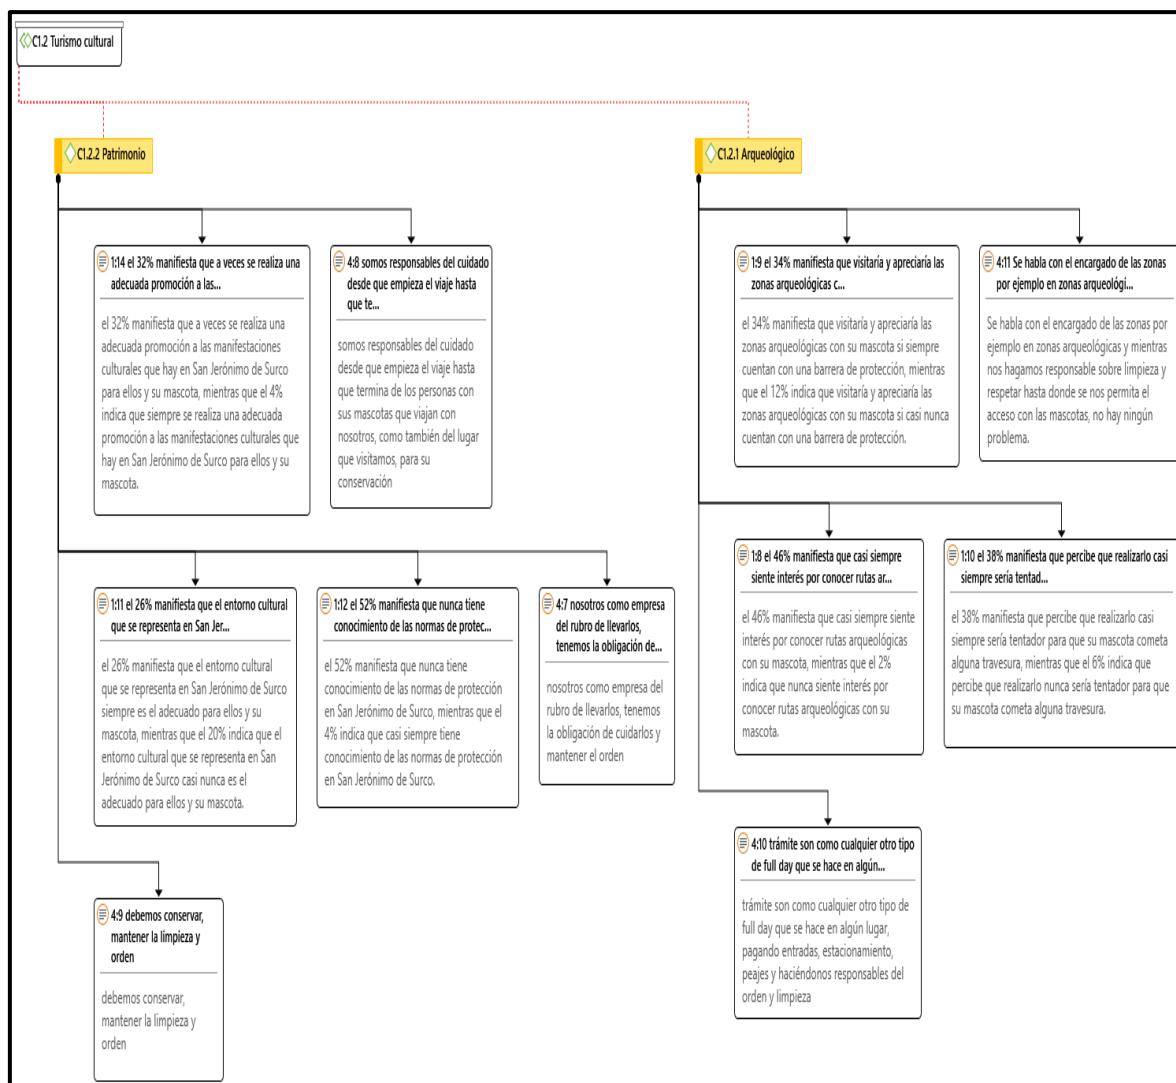 C1.2 Turismo cultural
C1.2.2 Patrimonio
C1.2.1 Arqueológico
1:14 el 32% manifiesta que a veces se realiza una
adecuada promoción a las...
el 32% manifiesta que a veces se realiza una
adecuada promoción a las manifestaciones
culturales que hay en San Jerónimo de Surco
para ellos y su mascota, mientras que el 4%
indica que siempre se realiza una adecuada
promoción a las manifestaciones culturales que
hay en San Jerónimo de Surco para ellos y su
mascota.
4:8 somos responsables del cuidado
desde que empieza el viaje hasta
que te...
somos responsables del cuidado
desde que empieza el viaje hasta
que termina de los personas con
sus mascotas que viajan con
nosotros, como también del lugar
que visitamos, para su
conservación
1:9 el 34% manifiesta que visitaría y apreciaría las
zonas arqueológicas c...
el 34% manifiesta que visitaría y apreciaría las
zonas arqueológicas con su mascota si siempre
cuentan con una barrera de protección, mientras
que el 12% indica que visitaría y apreciaría las
zonas arqueológicas con su mascota si casi nunca
cuentan con una barrera de protección.
4:11 Se habla con el encargado de las zonas
por ejemplo en zonas arqueológi...
Se habla con el encargado de las zonas por
ejemplo en zonas arqueológicas y mientras
nos hagamos responsable sobre limpieza y
respetar hasta donde se nos permita el
acceso con las mascotas, no hay ningún
problema.
1:11 el 26% manifiesta que el entorno cultural
que se representa en San Jer...
el 26% manifiesta que el entorno cultural
que se representa en San Jerónimo de Surco
siempre es el adecuado para ellos y su
mascota, mientras que el 20% indica que el
entorno cultural que se representa en San
Jerónimo de Surco casi nunca es el
adecuado para ellos y su mascota.
1:12 el 52% manifiesta que nunca tiene
conocimiento de las normas de protec...
el 52% manifiesta que nunca tiene
conocimiento de las normas de protección
en San Jerónimo de Surco, mientras que el
4% indica que casi siempre tiene
conocimiento de las normas de protección
en San Jerónimo de Surco.
4:7 nosotros como empresa
del rubro de llevarlos,
tenemos la obligación de...
nosotros como empresa del
rubro de llevarlos, tenemos
la obligación de cuidarlos y
mantener el orden
1:8 el 46% manifiesta que casi siempre
siente interés por conocer rutas ar...
el 46% manifiesta que casi siempre siente
interés por conocer rutas arqueológicas
con su mascota, mientras que el 2%
indica que nunca siente interés por
conocer rutas arqueológicas con su
mascota.
1:10 el 38% manifiesta que percibe que realizarlo casi
siempre sería tentad...
el 38% manifiesta que percibe que realizarlo casi
siempre sería tentador para que su mascota cometa
alguna travesura, mientras que el 6% indica que
percibe que realizarlo nunca sería tentador para que
su mascota cometa alguna travesura.
4:9 debemos conservar,
mantener la limpieza y
orden
debemos conservar,
mantener la limpieza y
orden
4:10 trámite son como cualquier otro tipo
de full day que se hace en algún...
trámite son como cualquier otro tipo de
full day que se hace en algún lugar,
pagando entradas, estacionamiento,
peajes y haciéndonos responsables del
orden y limpieza